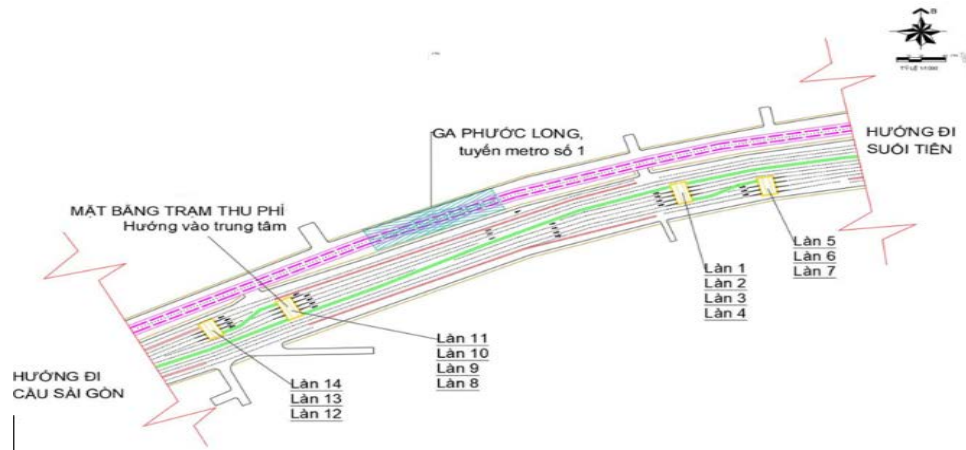 B
GA PHƯỚC LONG,
tuyến metro số 1
HƯỚNG ĐI
SUỐI TIÊN
MẶT BẰNG TRẠM THU PHÍ
Hướng vào trung tâm
Làn 1
Làn 2
Làn 3
Làn 4
Làn 5
Làn 6
Làn 7
Làn 11
Làn 10
Làn 9
Làn 8
Làn 14
Làn 13
Làn 12
HƯỚNG ĐI
CẦU SÀI GÒN